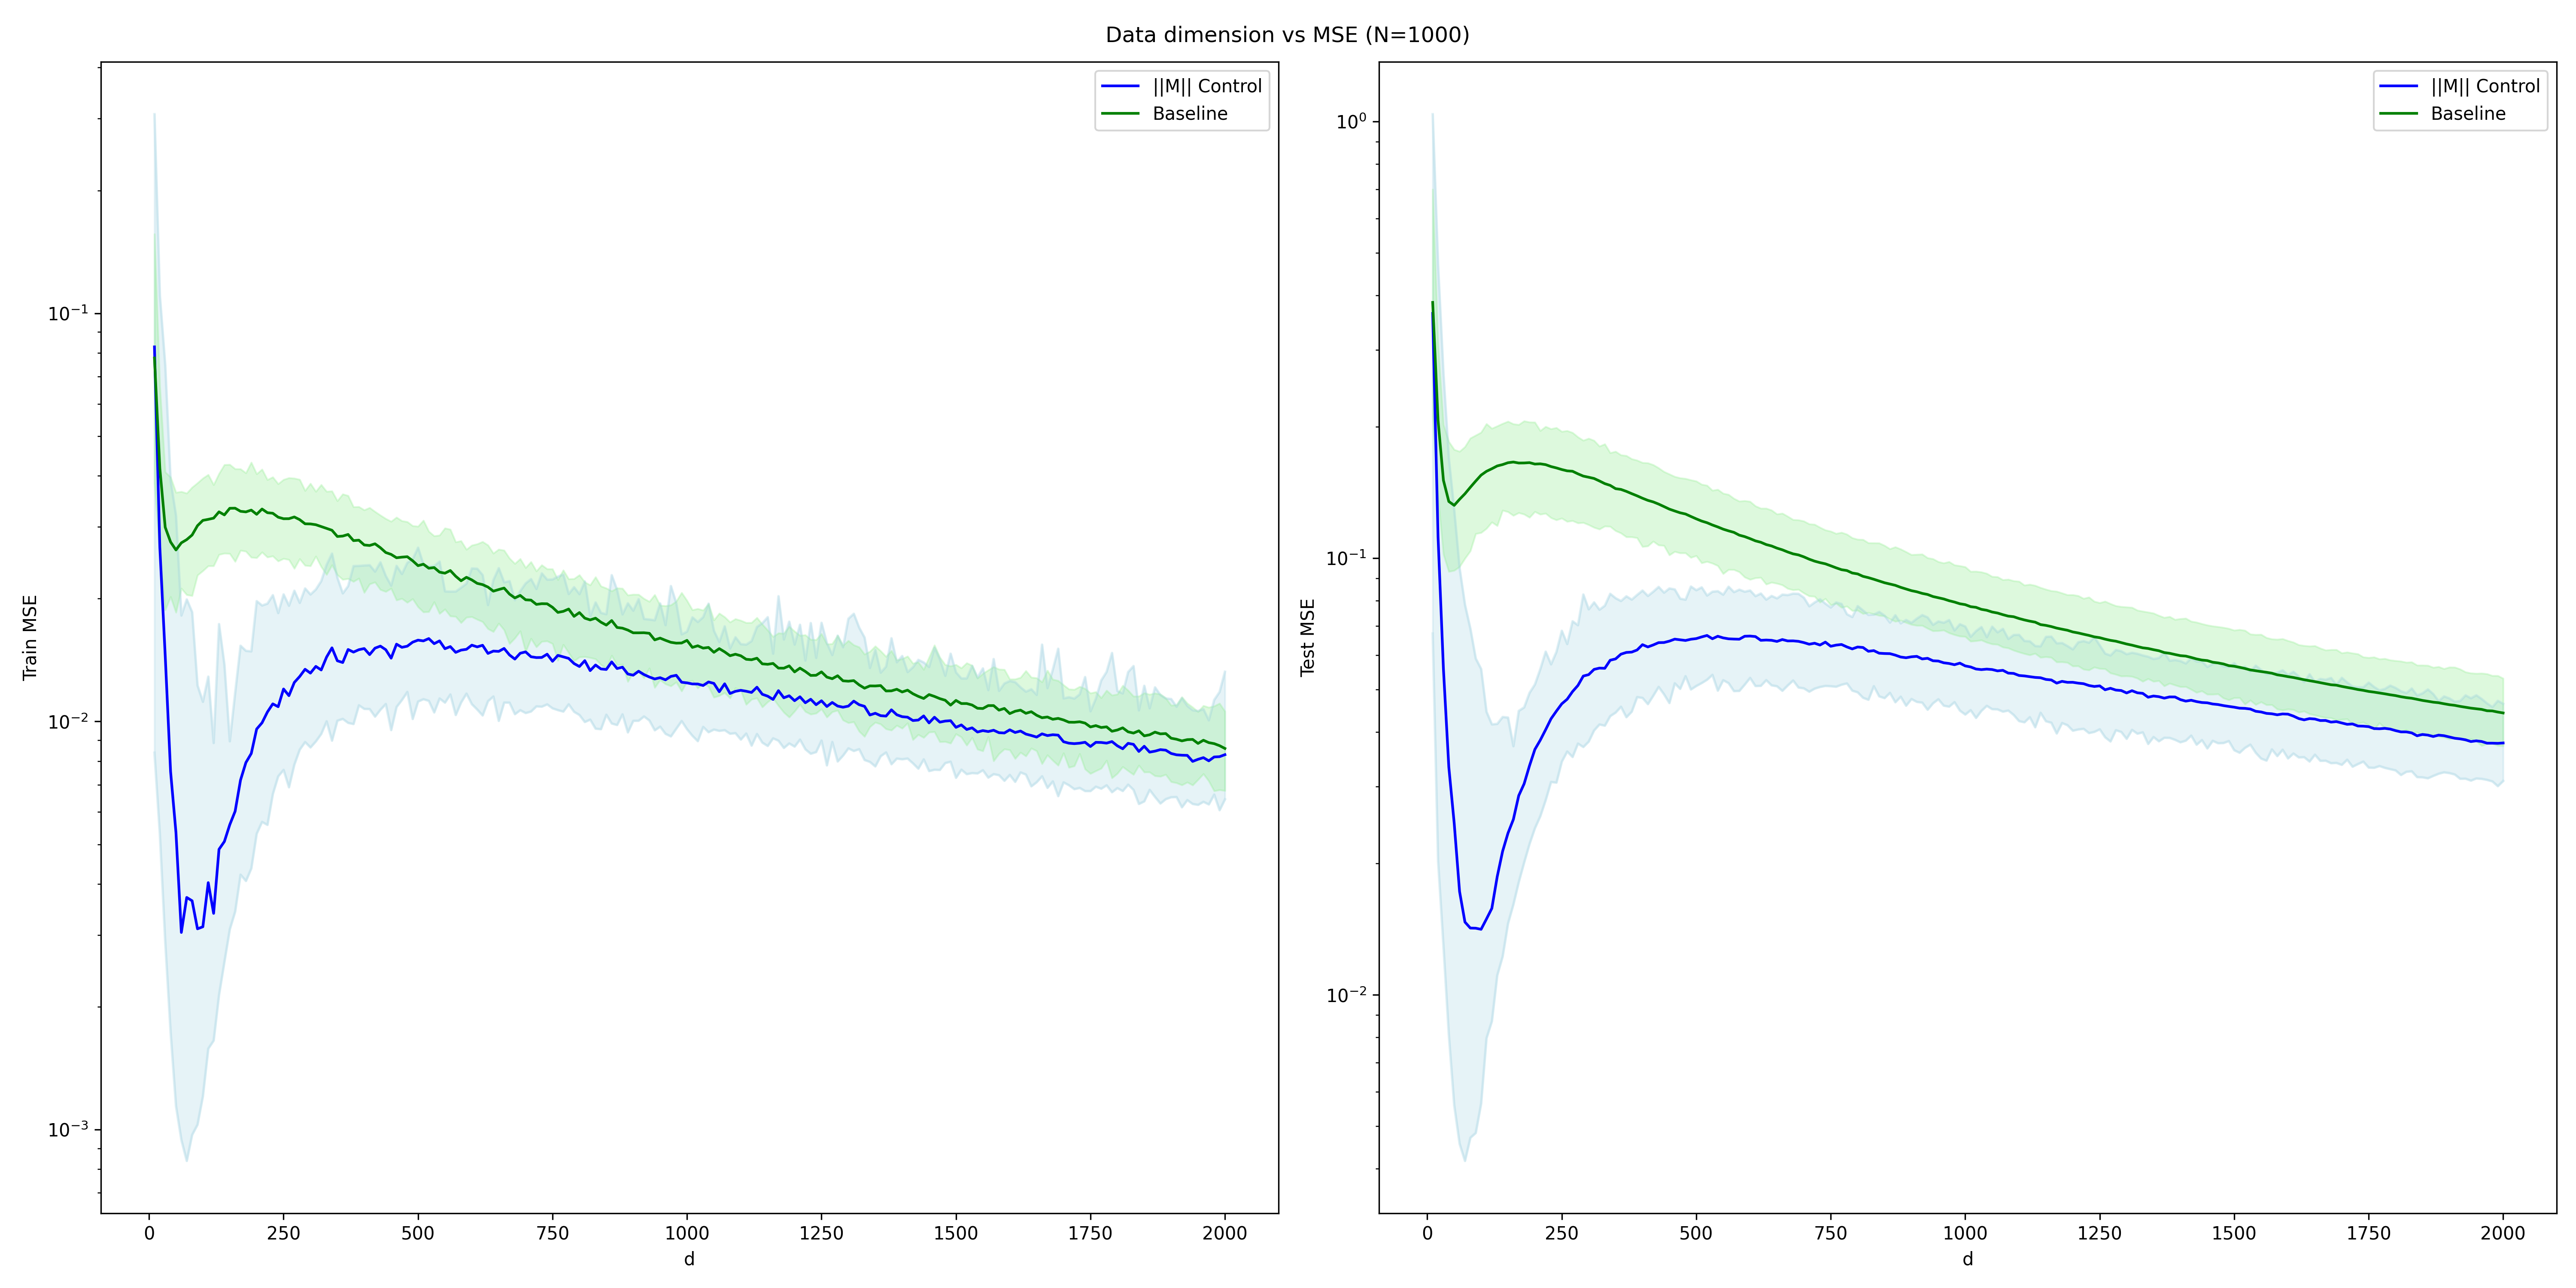 Data dimension vs MSE (N=1000)
||M|| Control
Baseline
10⁻¹
10⁻²
10⁻³
Train MSE
0 250 500 750 1000 1250 1500 1750 2000
d
||M|| Control
Baseline
10⁰
10⁻¹
10⁻²
Test MSE
0 250 500 750 1000 1250 1500 1750 2000
d